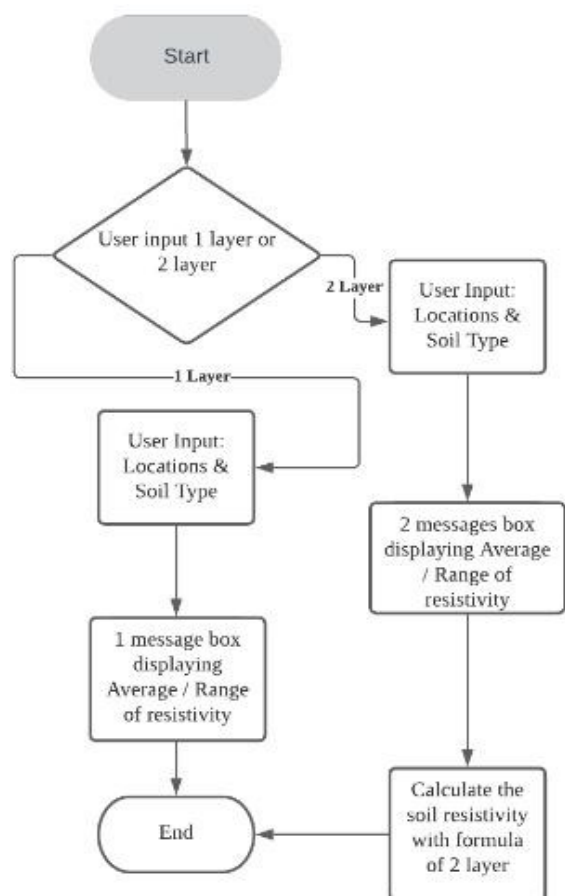 Start
User input 1 layer or
2 layer
2 Layer
User Input:
Locations &
Soil Type
1 Layer
User Input:
Locations &
Soil Type
2 messages box
displaying Average
/ Range of
resistivity
1 message box
displaying
Average / Range
of resistivity
Calculate the
soil resistivity
with formula
of 2 layer
End